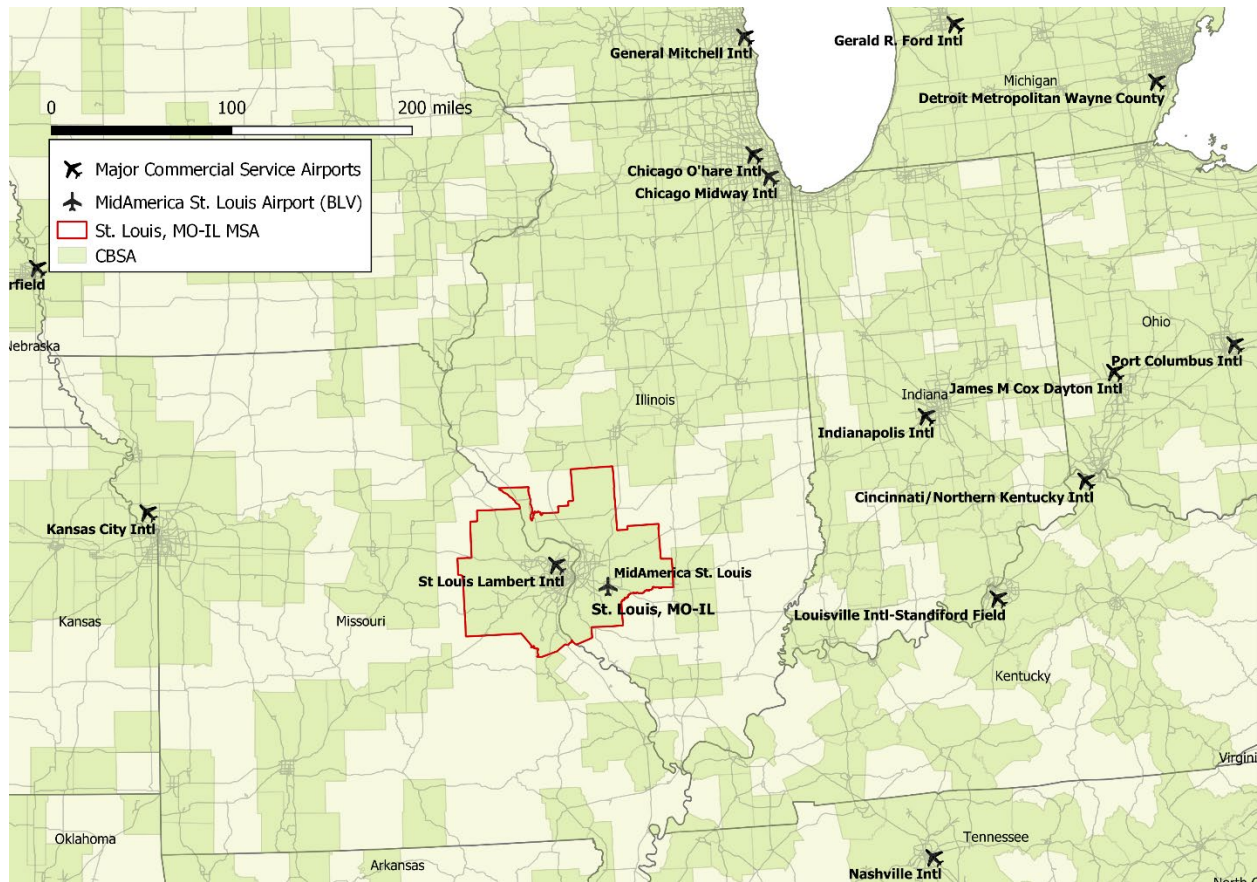 General Mitchell Intl
Gerald R. Ford Intl
Michigan
Detroit Metropolitan Wayne County
0 100 200 miles
Major Commercial Service Airports
MidAmerica St. Louis Airport (BLV)
St. Louis, MO-IL MSA
CBSA
Chicago O'hare Intl
Chicago Midway Intl
rfield
Nebraska
Ohio
Port Columbus Intl
James M Cox Dayton Intl
Indiana
Illinois
Indianapolis Intl
Cincinnati/Northern Kentucky Intl
Kansas City Intl
St Louis Lambert Intl
MidAmerica St. Louis
St. Louis, MO-IL
Louisville Intl-Standiford Field
Kansas
Missouri
Kentucky
Virgini
Oklahoma
Arkansas
Tennessee
Nashville Intl